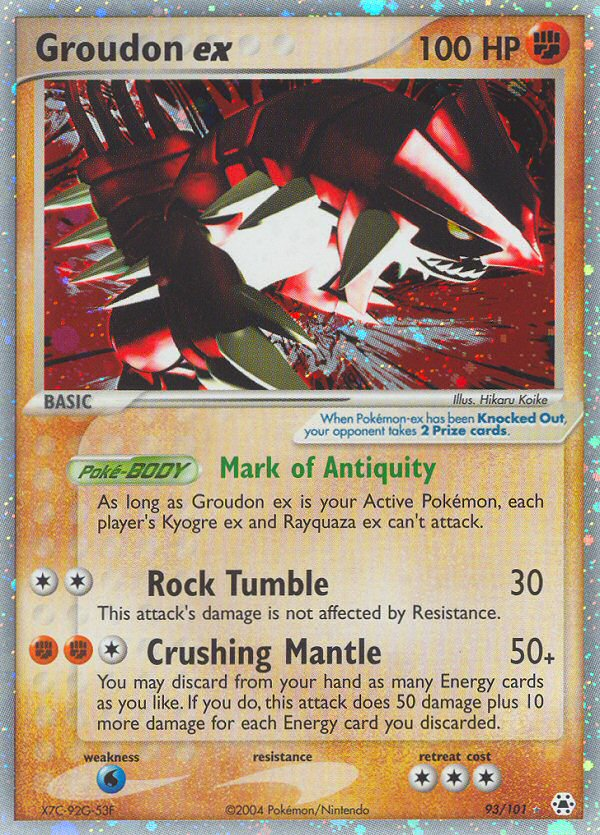 Groudon ex 100 HP
BASIC
Illus. Hikaru Koike
When Pokémon-ex has been Knocked Out,
your opponent takes 2 Prize cards.
Poké-BODY Mark of Antiquity
As long as Groudon ex is your Active Pokémon, each
player's Kyogre ex and Rayquaza ex can't attack.
Rock Tumble 30
This attack's damage is not affected by Resistance.
Crushing Mantle 50+
You may discard from your hand as many Energy cards
as you like. If you do, this attack does 50 damage plus 10
more damage for each Energy card you discarded.
weakness resistance retreat cost
X7C-92G-53F ©2004 Pokémon/Nintendo 93/101